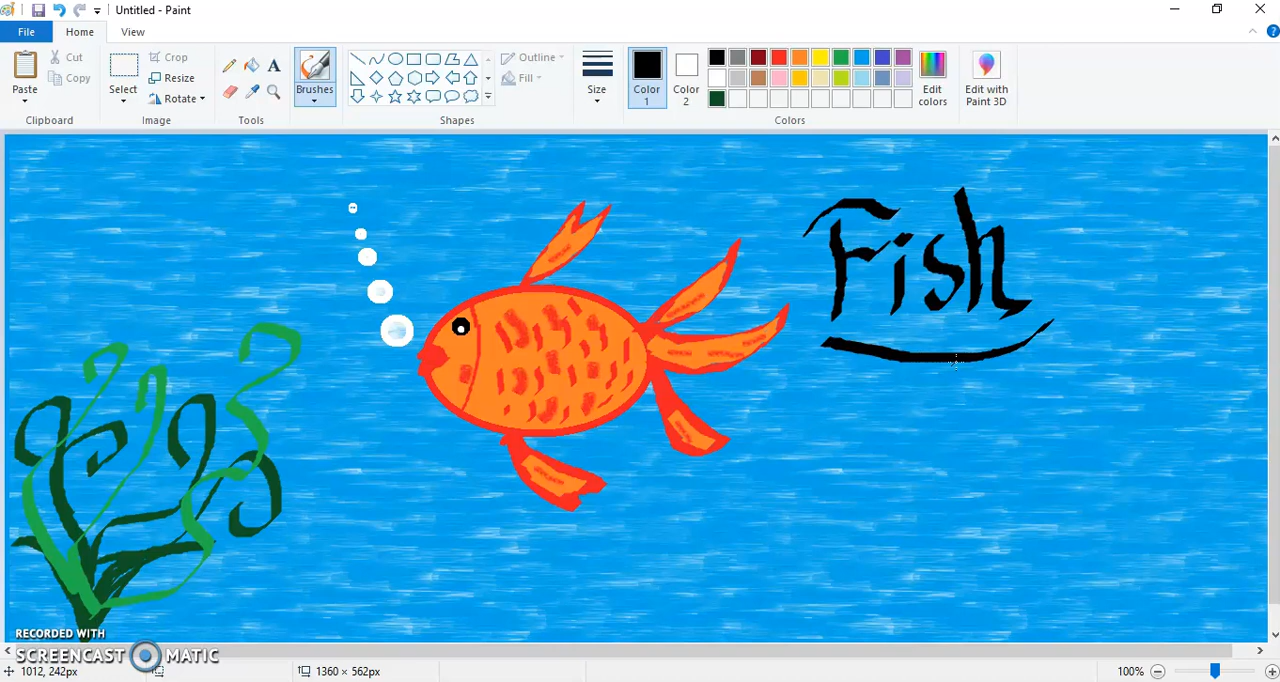 Untitled - Paint
File Home View
Paste
Cut
Copy
Clipboard
Select
Crop
Resize
Rotate
Image
A
Tools
Brushes
Outline
Fill
Shapes
Size
Color 1
Color 2
Edit colors
Colors
Edit with Paint 3D
Fish
RECORDED WITH
SCREENCAST MATIC
1012, 242px
1360 × 562px
100%